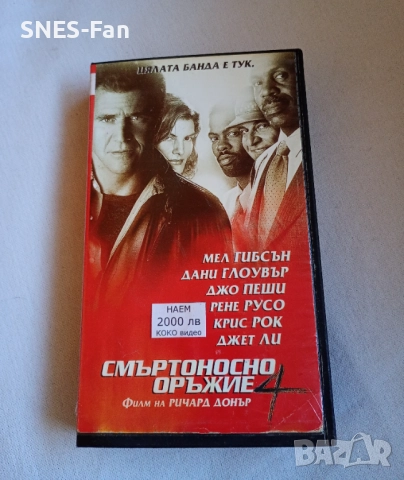 SNES-Fan
ЦЯЛАТА БАНДА Е ТУК.
МЕЛ ГИБСЪН
ДАНИ ГЛОУВЪР
ДЖО ПЕШИ
РЕНЕ РУСО
КРИС РОК
И
ДЖЕТ ЛИ
НАЕМ
2000 лв
КОКО видео
СМЪРТОНОСНО
ОРЪЖИЕ 4
ФИЛМ НА РИЧАРД ДОНЪР
BAZAR